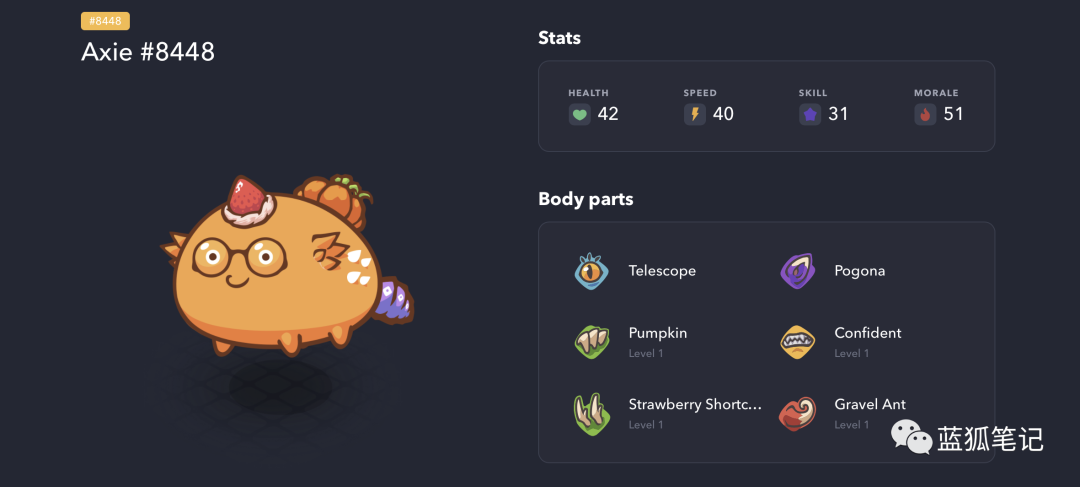 #8448
Axie #8448
Stats
HEALTH
42
SPEED
40
SKILL
31
MORALE
51
Body parts
Telescope
Pogona
Pumpkin
Level 1
Confident
Level 1
Strawberry Shortc...
Level 1
Gravel Ant
Level 1
蓝狐笔记